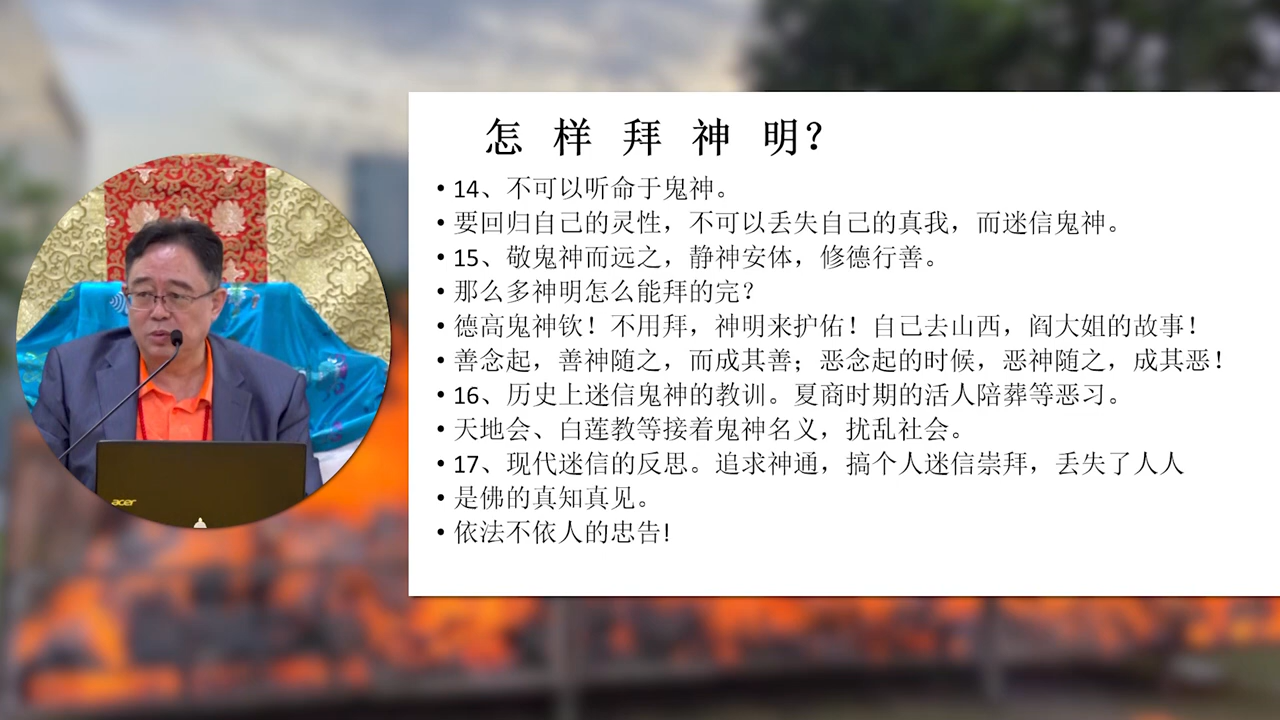 怎 样 拜 神 明?
• 14、不可以听命于鬼神。
• 要回归自己的灵性，不可以丢失自己的真我，而迷信鬼神。
• 15、敬鬼神而远之，静神安体，修德行善。
• 那么多神明怎么能拜的完？
• 德高鬼神钦！不用拜，神明来护佑！自己去山西，阎大姐的故事！
• 善念起，善神随之，而成其善；恶念起的时候，恶神随之，成其恶！
• 16、历史上迷信鬼神的教训。夏商时期的活人陪葬等恶习。
• 天地会、白莲教等接着鬼神名义，扰乱社会。
• 17、现代迷信的反思。追求神通，搞个人迷信崇拜，丢失了人人
• 是佛的真知真见。
• 依法不依人的忠告!
acer